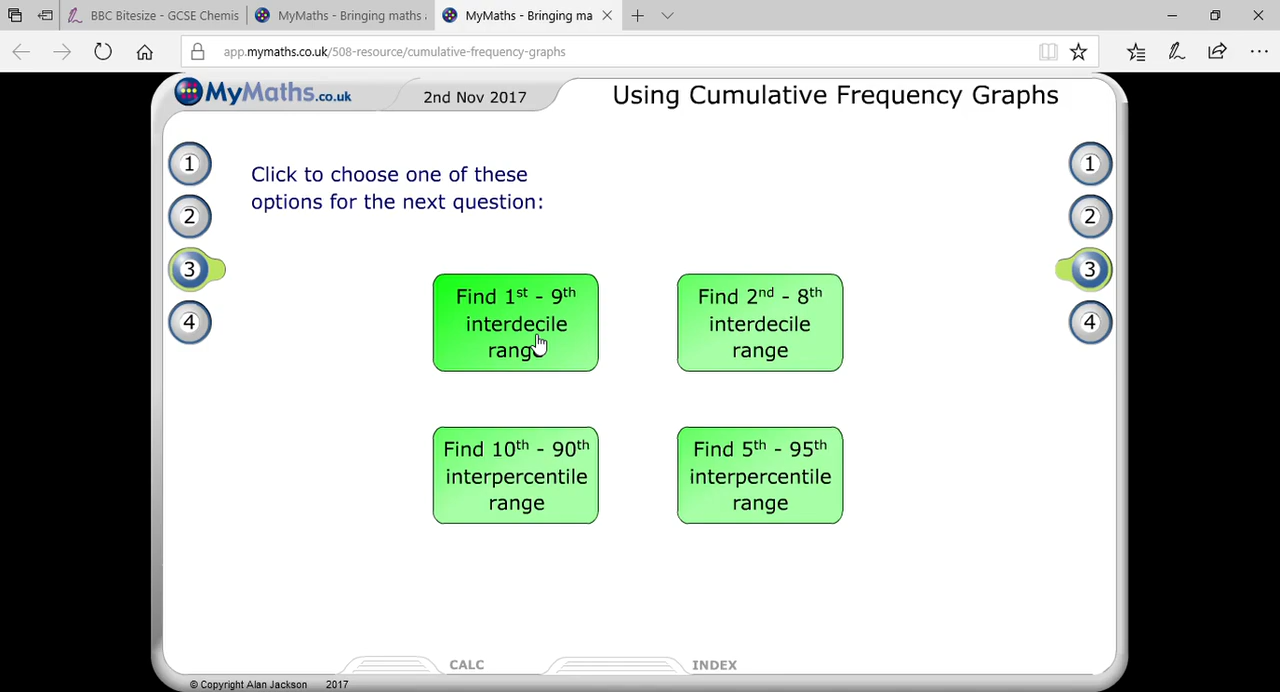 BBC Bitesize - GCSE Chemis
MyMaths - Bringing maths
MyMaths - Bringing ma
app.mymaths.co.uk/508-resource/cumulative-frequency-graphs
MyMaths.co.uk
2nd Nov 2017
Using Cumulative Frequency Graphs
1
2
3
4
Click to choose one of these
options for the next question:
Find 1st - 9th
interdecile
range
Find 2nd - 8th
interdecile
range
Find 10th - 90th
interpercentile
range
Find 5th - 95th
interpercentile
range
1
2
3
4
CALC
INDEX
© Copyright Alan Jackson 2017